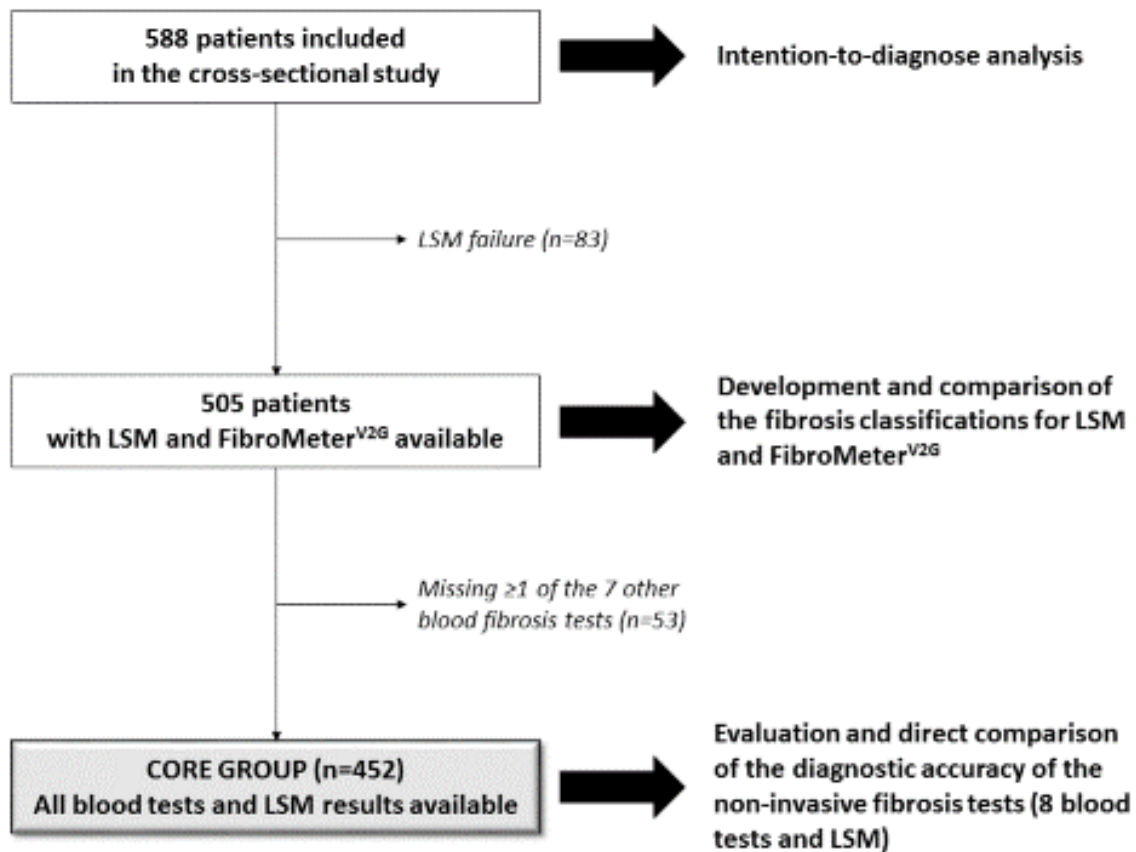 588 patients included
in the cross-sectional study
Intention-to-diagnose analysis
LSM failure (n=83)
505 patients
with LSM and FibroMeterV2G available
Development and comparison of
the fibrosis classifications for LSM
and FibroMeterV2G
Missing ≥1 of the 7 other
blood fibrosis tests (n=53)
CORE GROUP (n=452)
All blood tests and LSM results available
Evaluation and direct comparison
of the diagnostic accuracy of the
non-invasive fibrosis tests (8 blood
tests and LSM)